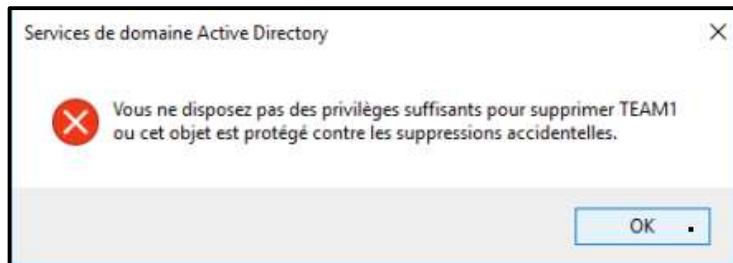 Services de domaine Active Directory
Vous ne disposez pas des privilèges suffisants pour supprimer TEAM1
ou cet objet est protégé contre les suppressions accidentelles.
OK